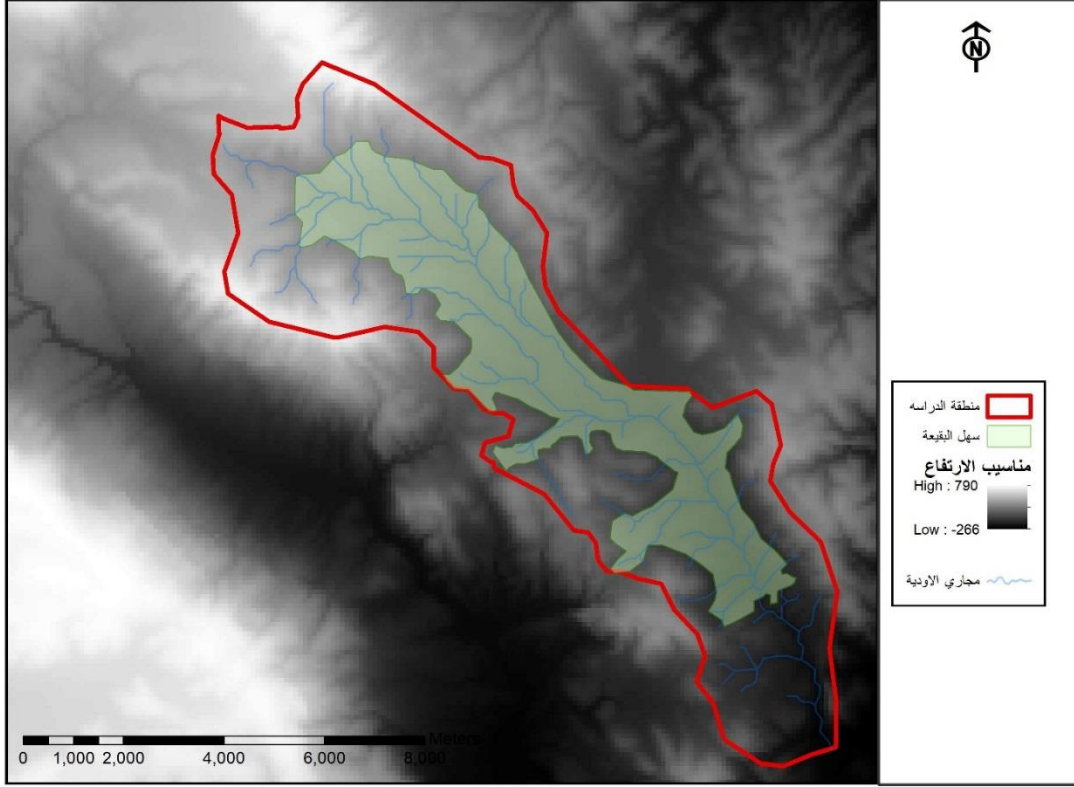 N
منطقة الدراسه
سهل البقيعة
مناسيب الارتفاع
High : 790
Low : -266
مجاري الاودية
Meters
0 1,000 2,000 4,000 6,000 8,000